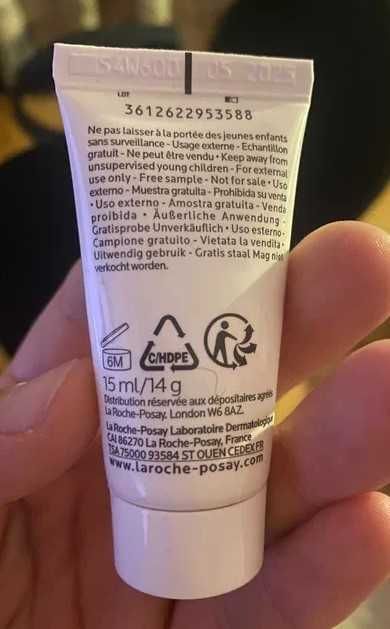 54W600 05 2025
LOT
3612622953588
Ne pas laisser à la portée des jeunes enfants
sans surveillance - Usage externe - Echantillon
gratuit - Ne peut être vendu • Keep away from
unsupervised young children - For external
use only - Free sample - Not for sale • Uso
externo - Muestra gratuita - Prohibida su venta
• Uso externo - Amostra gratuita - Venda
proibida • Äußerliche Anwendung -
Gratisprobe Unverkäuflich • Uso esterno -
Campione gratuito - Vietata la vendita •
Uitwendig gebruik - Gratis staal Mag niet
verkocht worden.
6M
C/HDPE
15 ml/14 g
Distribution réservée aux dépositaires agréés
La Roche-Posay, London W6 8AZ.
La Roche-Posay Laboratoire Dermatologique
CAI 86270 La Roche-Posay, France
TSA 75000 93584 ST OUEN CEDEX FR
www.laroche-posay.com